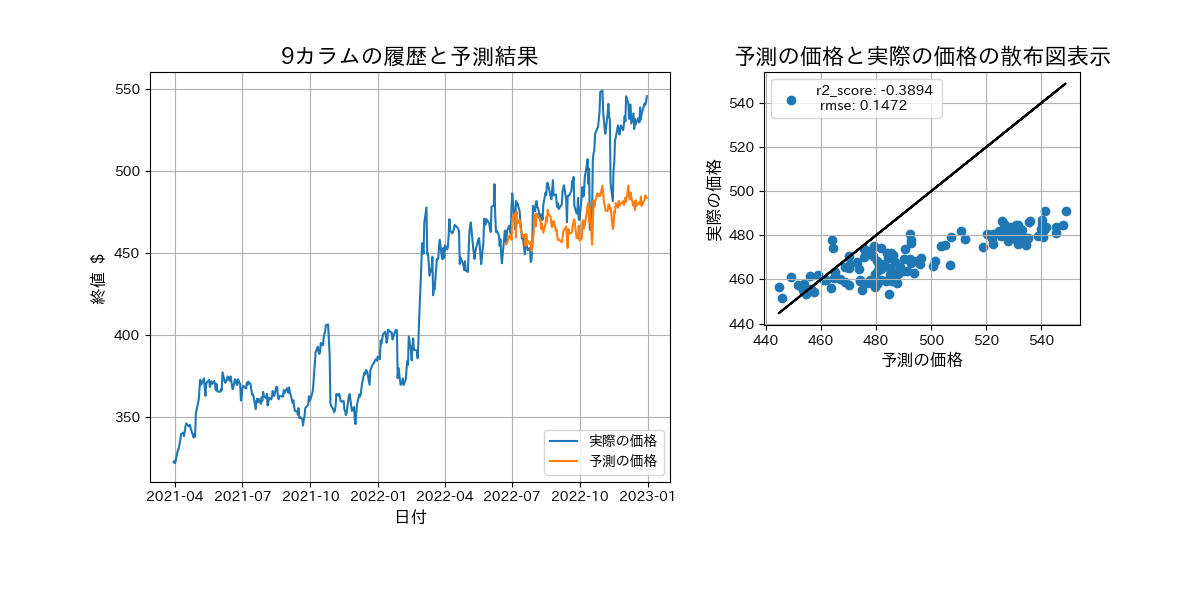 9カラムの履歴と予測結果
終値 $
550
500
450
400
350
実際の価格
予測の価格
2021-04 2021-07 2021-10 2022-01 2022-04 2022-07 2022-10 2023-01
日付
予測の価格と実際の価格の散布図表示
r2_score: -0.3894
rmse: 0.1472
実際の価格
540
520
500
480
460
440
440 460 480 500 520 540
予測の価格